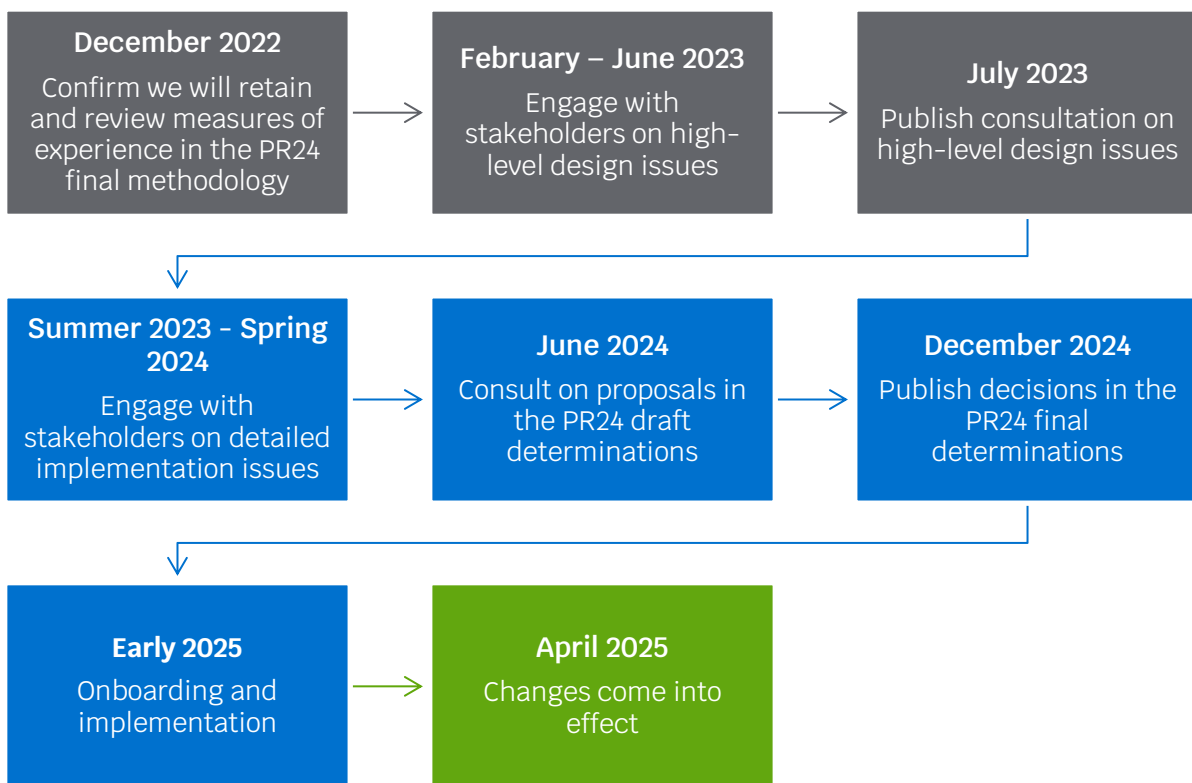 December 2022
Confirm we will retain
and review measures of
experience in the PR24
final methodology
February – June 2023
Engage with
stakeholders on high-
level design issues
July 2023
Publish consultation on
high-level design issues
Summer 2023 - Spring
2024
Engage with
stakeholders on detailed
implementation issues
June 2024
Consult on proposals in
the PR24 draft
determinations
December 2024
Publish decisions in the
PR24 final
determinations
Early 2025
Onboarding and
implementation
April 2025
Changes come into
effect